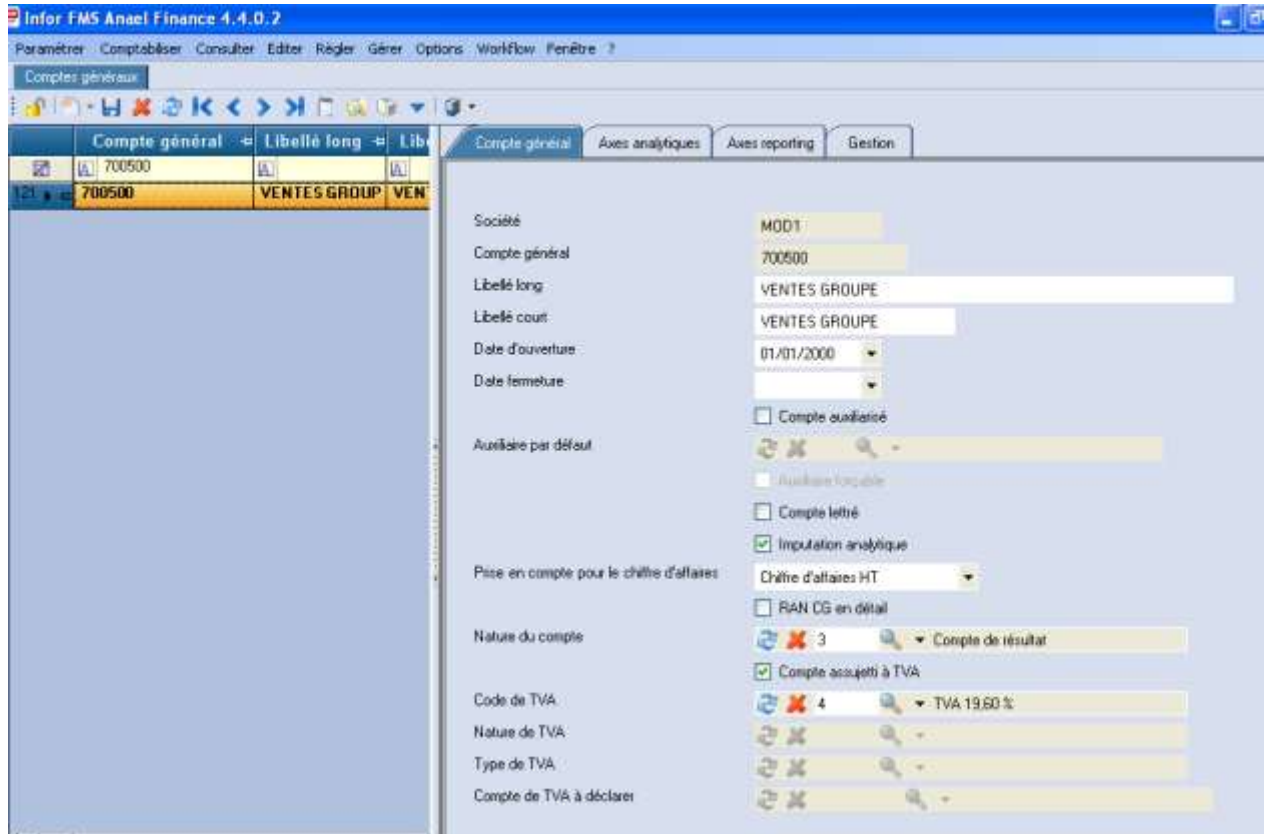 Infor FMS Anael Finance 4.4.0.2
Paramétrer Comptabiliser Consulter Editer Régler Gérer Options Workflow Fenêtre ?
Comptes généraux
Compte général Libellé long Libe
Compte général Axes analytiques Axes reporting Gestion
700500
121 700500 VENTES GROUP VEN
Société MOD1
Compte général 700500
Libellé long VENTES GROUPE
Libellé court VENTES GROUPE
Date d'ouverture 01/01/2000
Date fermeture
Compte auxiliarisé
Auxiliaire par défaut
Auxiliaire forçable
Compte lettré
Imputation analytique
Prise en compte pour le chiffre d'affaires Chiffre d'affaires HT
RAN CG en détail
Nature du compte 3 Compte de résultat
Compte assujetti à TVA
Code de TVA 4 TVA 19,60 %
Nature de TVA
Type de TVA
Compte de TVA à déclarer